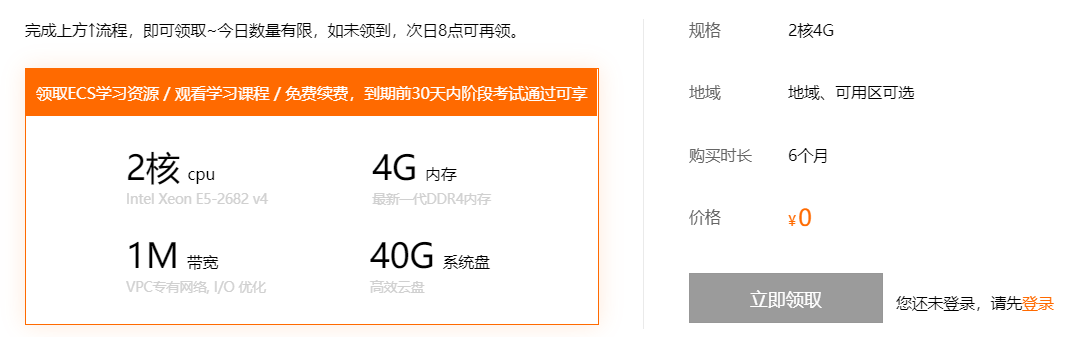 完成上方↑流程，即可领取~今日数量有限，如未领到，次日8点可再领。
领取ECS学习资源 / 观看学习课程 / 免费续费，到期前30天内阶段考试通过可享
2核 cpu
Intel Xeon E5-2682 v4
4G 内存
最新一代DDR4内存
1M 带宽
VPC专有网络, I/O 优化
40G 系统盘
高效云盘
规格 2核4G
地域 地域、可用区可选
购买时长 6个月
价格 ¥0
立即领取 您还未登录，请先登录